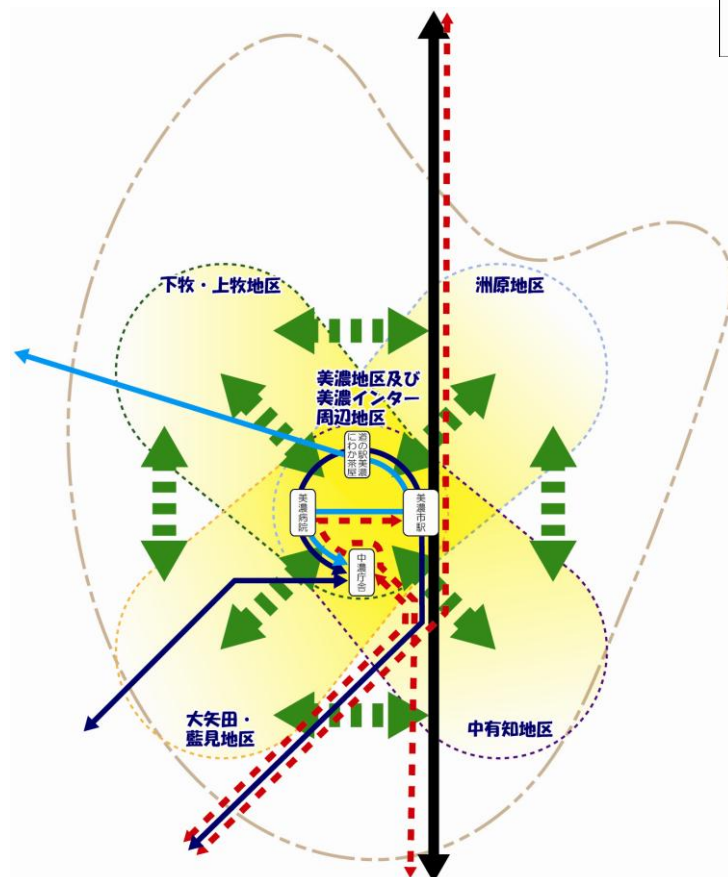 下牧・上牧地区
洲原地区
美濃地区及び
美濃インター
周辺地区
道の駅美濃
にわか茶屋
美濃病院
美濃市駅
中濃庁舎
大矢田・
藍見地区
中有知地区